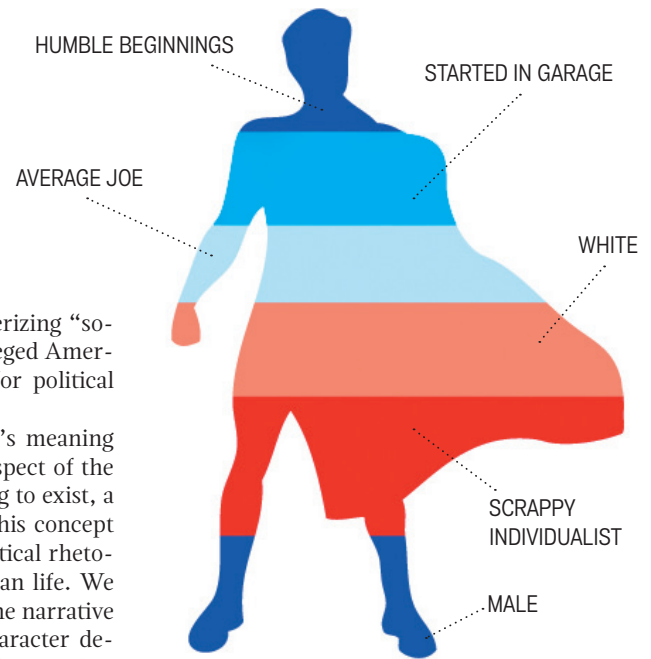 HUMBLE BEGINNINGS
STARTED IN GARAGE
AVERAGE JOE
WHITE
erizing “so-
eged Amer-
or political
’s meaning
spect of the
g to exist, a
his concept
tical rheto-
an life. We
ne narrative
aracter de-
SCRAPPY
INDIVIDUALIST
MALE